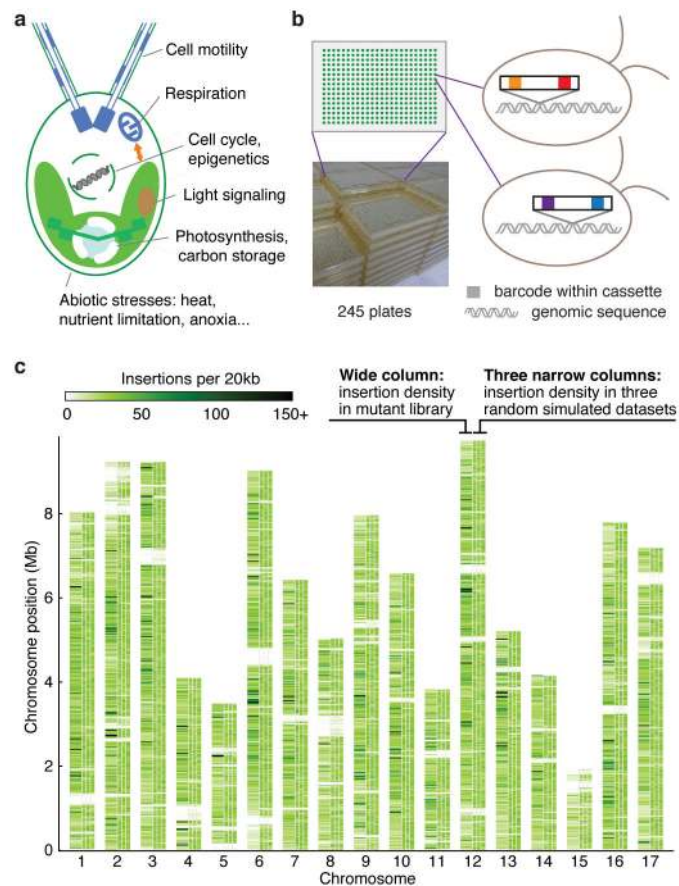 a
Cell motility
Respiration
Cell cycle,
epigenetics
Light signaling
Photosynthesis,
carbon storage
Abiotic stresses: heat,
nutrient limitation, anoxia...
b
245 plates
barcode within cassette
genomic sequence
c
Insertions per 20kb
0 50 100 150+
Wide column:
insertion density
in mutant library
Three narrow columns:
insertion density in three
random simulated datasets
Chromosome position (Mb)
8
6
4
2
0
1 2 3 4 5 6 7 8 9 10 11 12 13 14 15 16 17
Chromosome